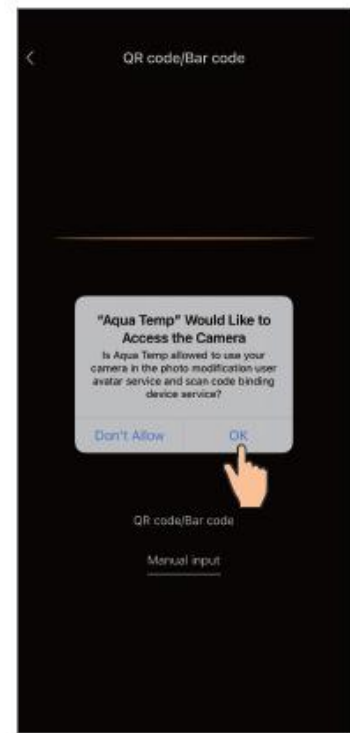 QR code/Bar code
"Aqua Temp" Would Like to
Access the Camera
Is Aqua Temp allowed to use your
camera in the photo modification user
avatar service and scan code binding
device service?
Don't Allow
OK
QR code/Bar code
Manual input